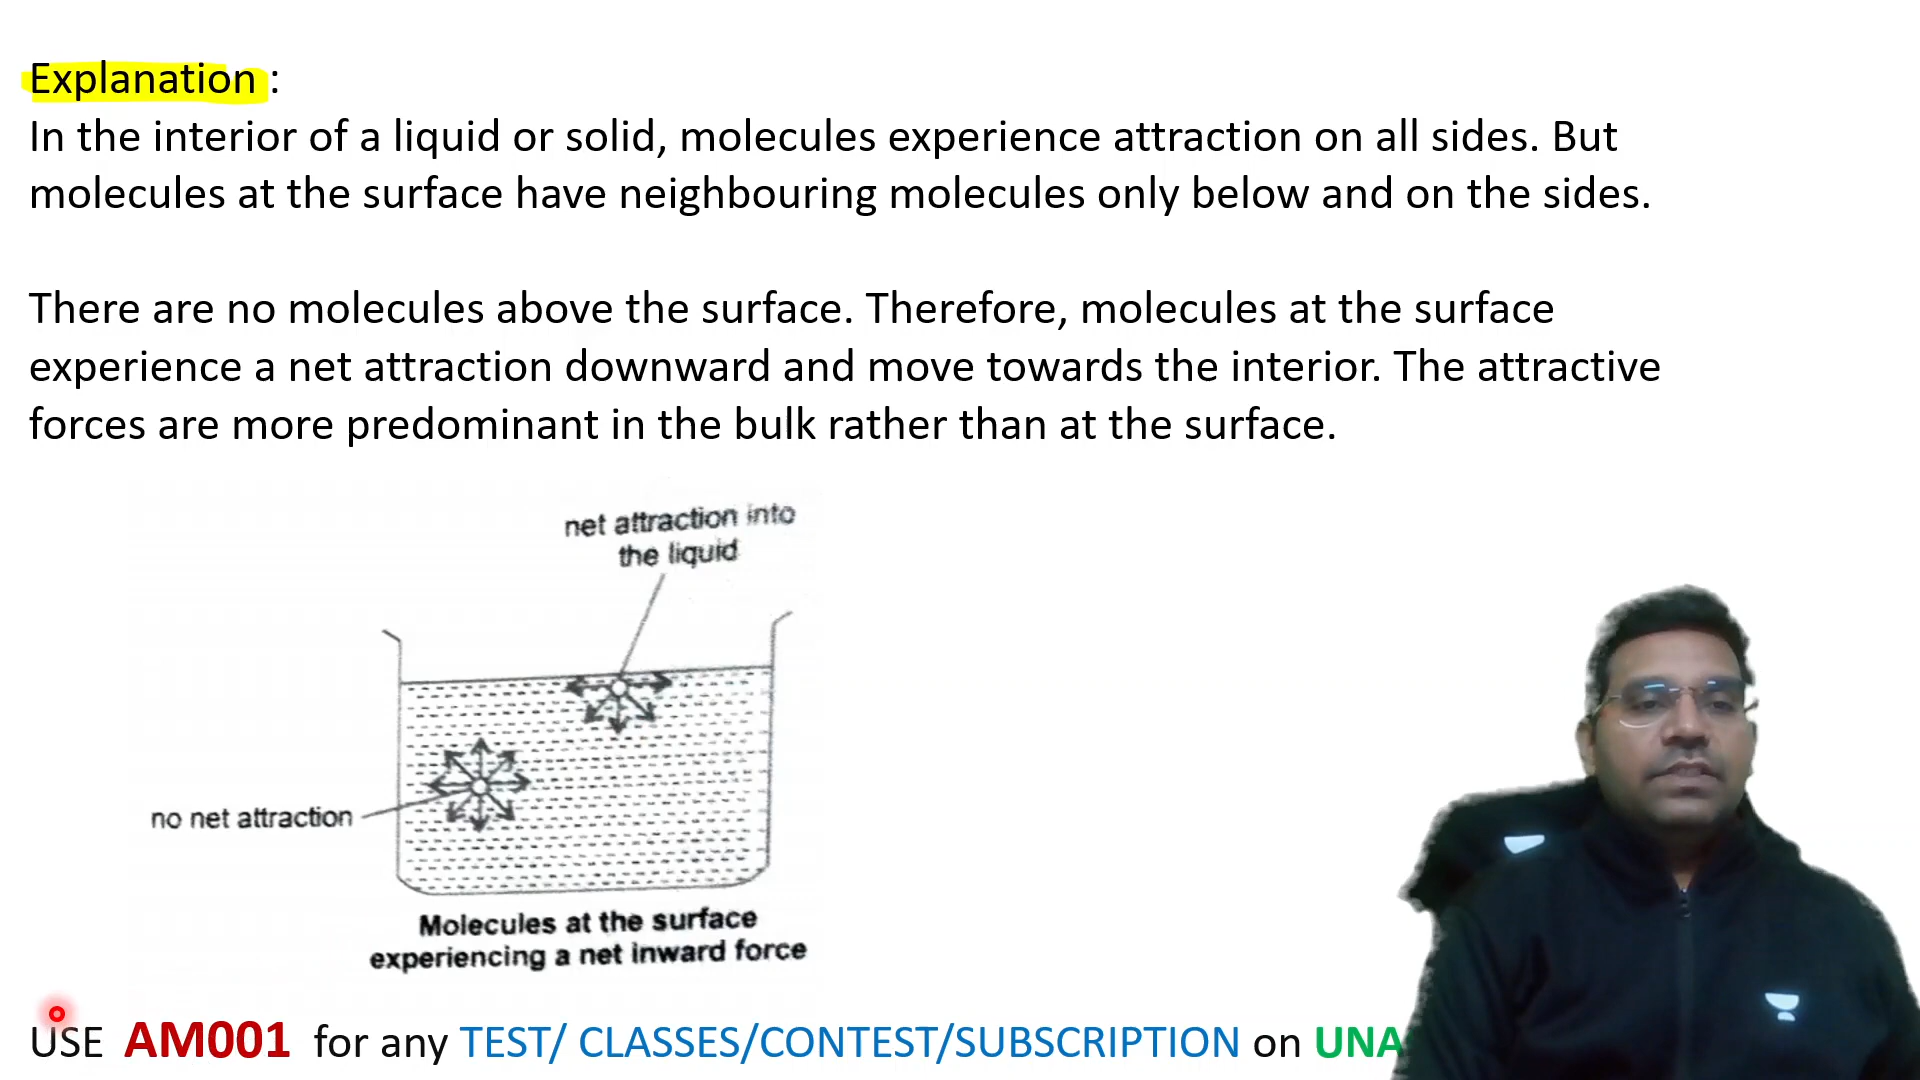 Explanation :
In the interior of a liquid or solid, molecules experience attraction on all sides. But
molecules at the surface have neighbouring molecules only below and on the sides.
There are no molecules above the surface. Therefore, molecules at the surface
experience a net attraction downward and move towards the interior. The attractive
forces are more predominant in the bulk rather than at the surface.
net attraction into
the liquid
no net attraction
Molecules at the surface
experiencing a net inward force
USE AM001 for any TEST/ CLASSES/CONTEST/SUBSCRIPTION on UNA